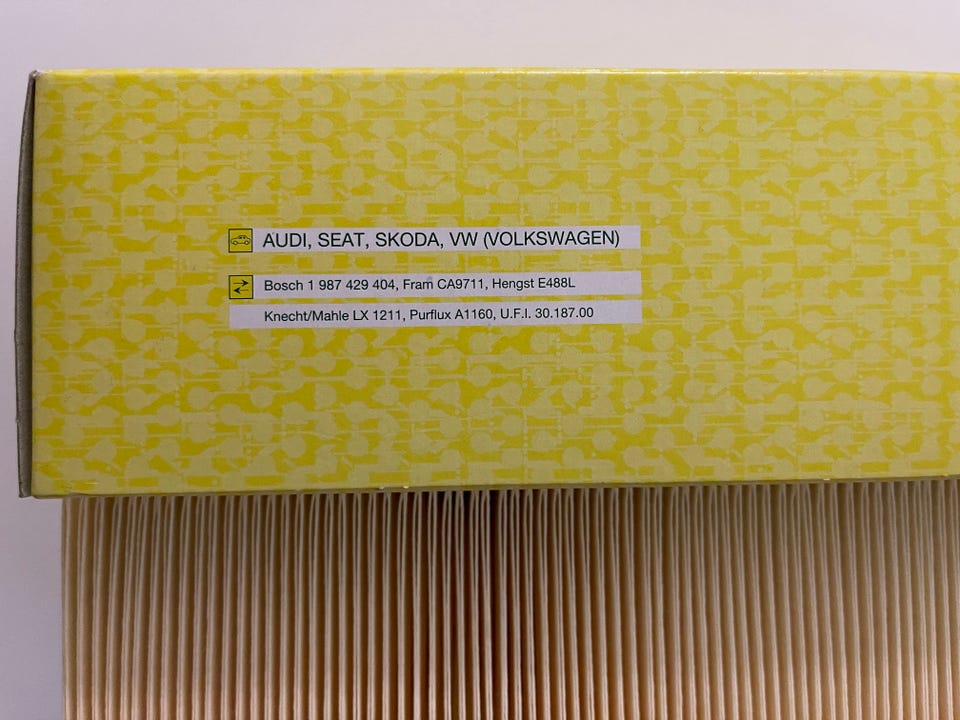 AUDI, SEAT, SKODA, VW (VOLKSWAGEN)
Bosch 1 987 429 404, Fram CA9711, Hengst E488L
Knecht/Mahle LX 1211, Purflux A1160, U.F.I. 30.187.00